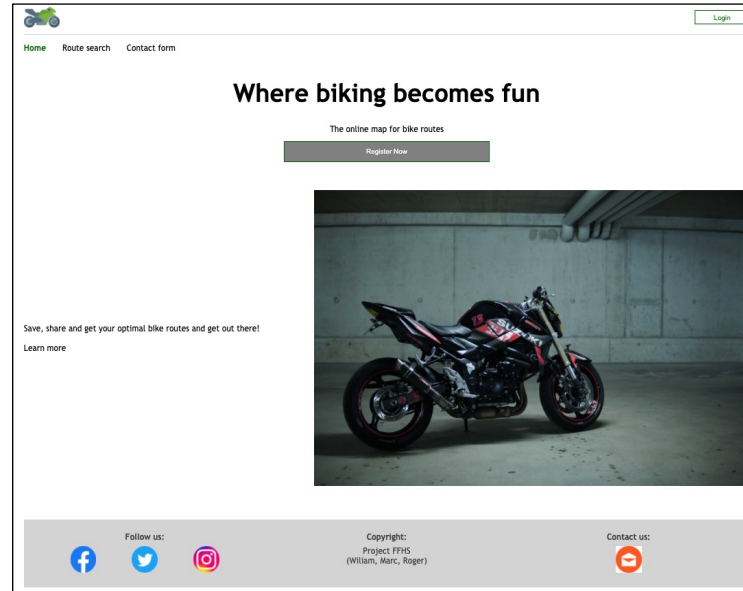 Login
Home Route search Contact form
Where biking becomes fun
The online map for bike routes
Register Now
SUZUKI
Save, share and get your optimal bike routes and get out there!
Learn more
Follow us:
Copyright:
Project FFHS
(Wiliam, Marc, Roger)
Contact us: